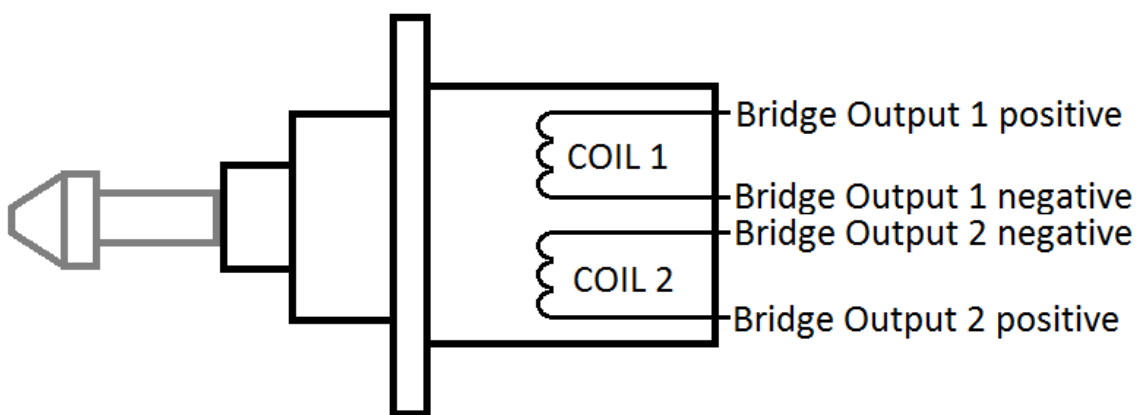 Bridge Output 1 positive
COIL 1
Bridge Output 1 negative
Bridge Output 2 negative
COIL 2
Bridge Output 2 positive